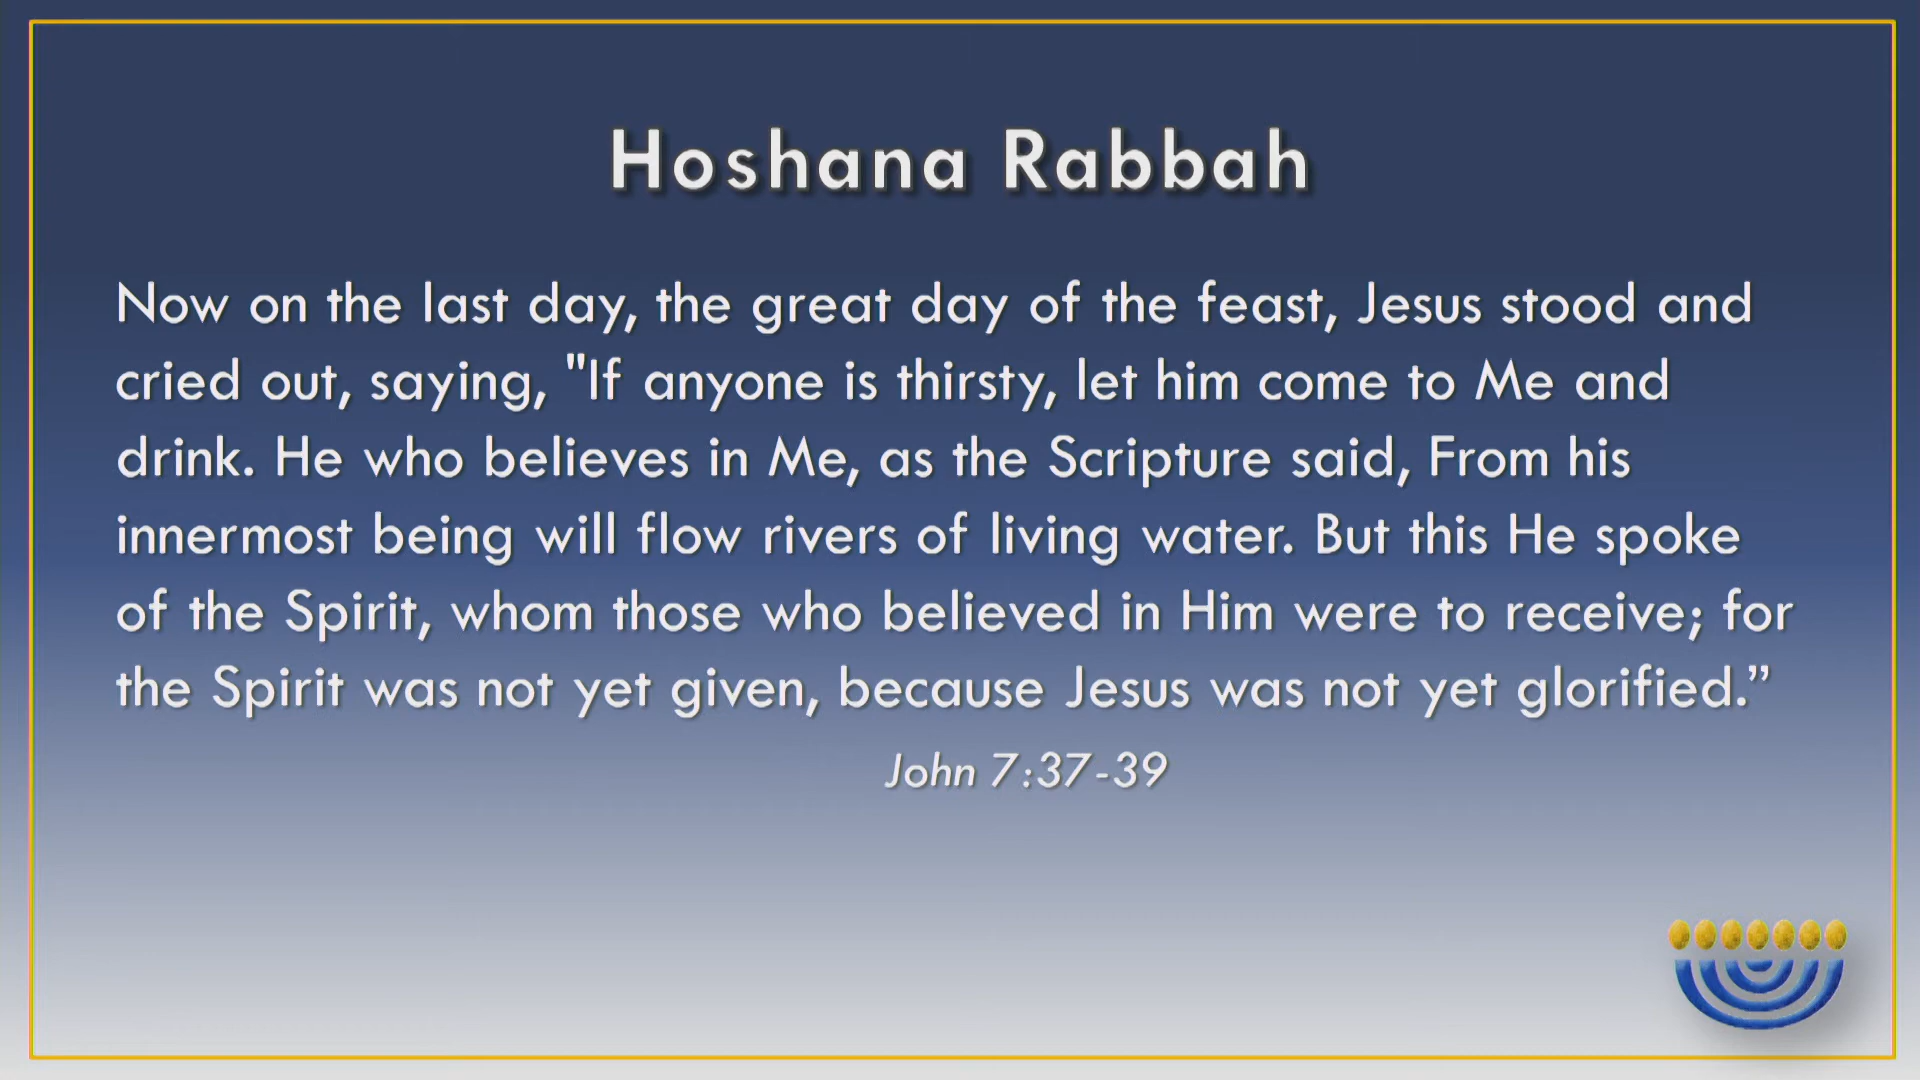 Hoshana Rabbah
Now on the last day, the great day of the feast, Jesus stood and
cried out, saying, "If anyone is thirsty, let him come to Me and
drink. He who believes in Me, as the Scripture said, From his
innermost being will flow rivers of living water. But this He spoke
of the Spirit, whom those who believed in Him were to receive; for
the Spirit was not yet given, because Jesus was not yet glorified.”
John 7:37-39